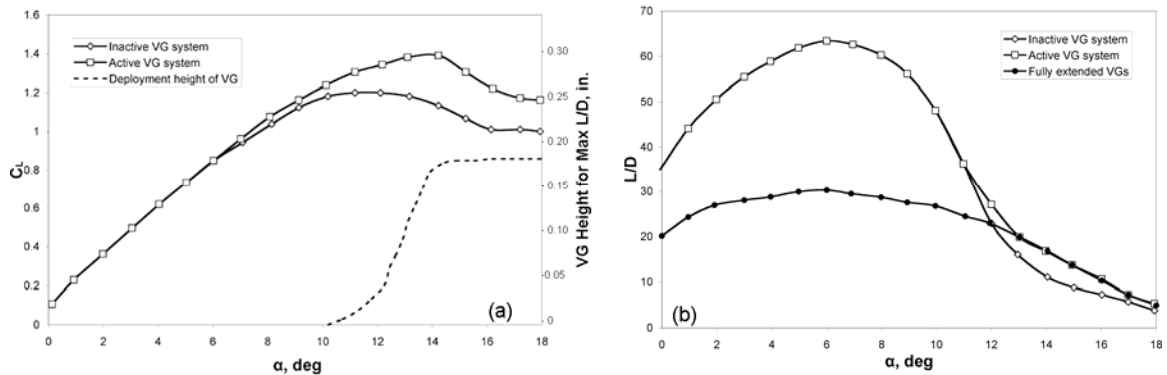 1.6
1.4
1.2
1
0.8
0.6
0.4
0.2
0
C_L
Inactive VG system
Active VG system
Deployment height of VG
0.30
0.25
0.20
0.15
0.10
0.05
0
VG Height for Max L/D, in.
(a)
0 2 4 6 8 10 12 14 16 18
α, deg
70
60
50
40
30
20
10
0
L/D
Inactive VG system
Active VG system
Fully extended VGs
(b)
0 2 4 6 8 10 12 14 16 18
α, deg